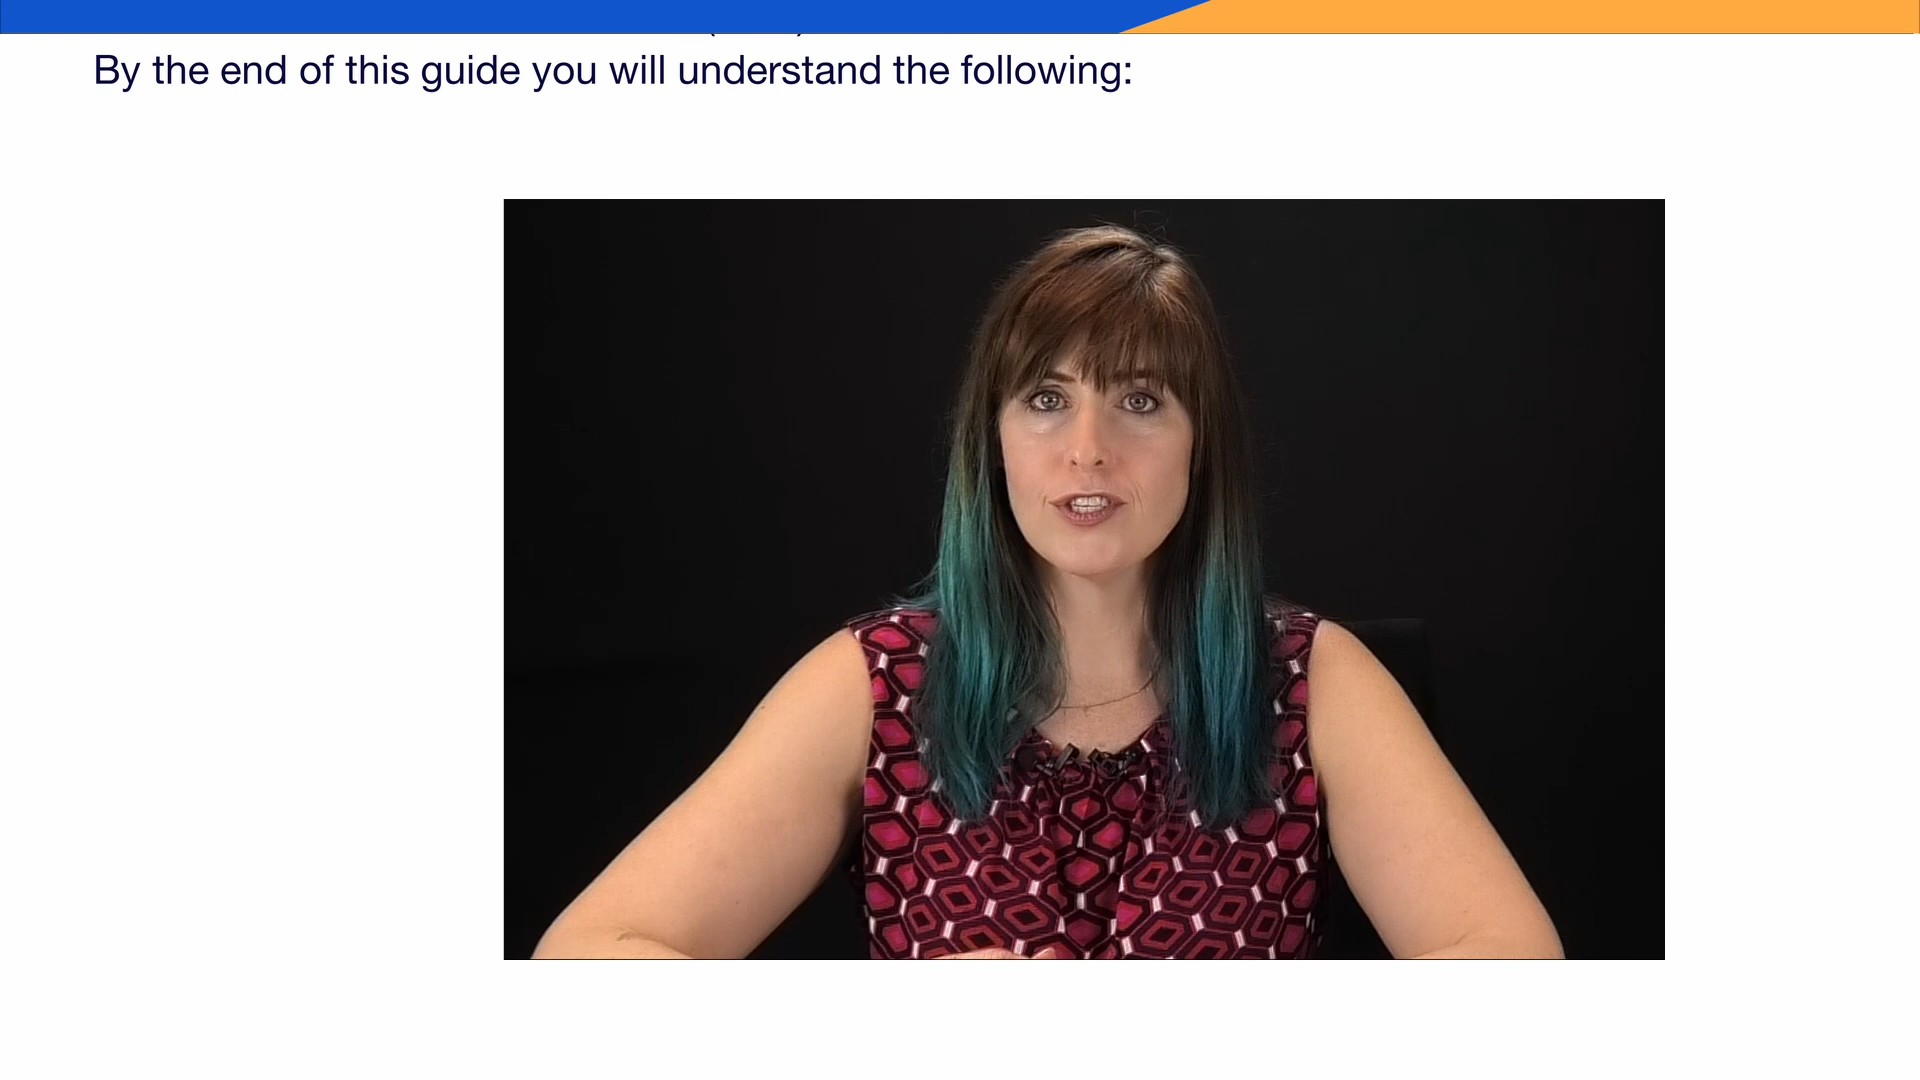 By the end of this guide you will understand the following: